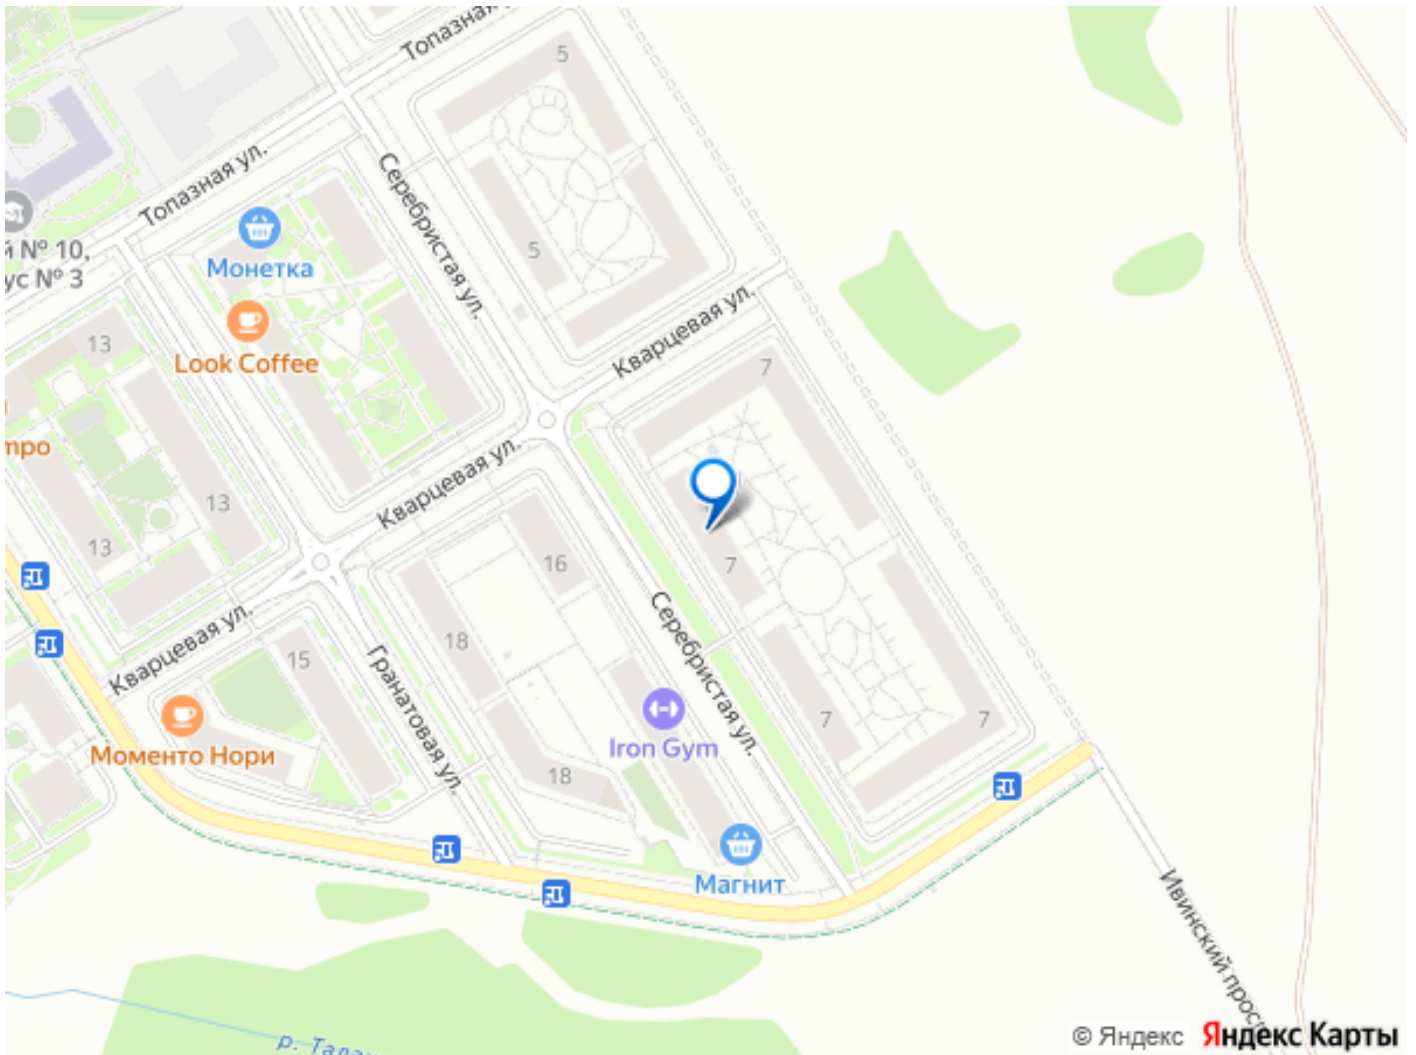 Топазная
5
Топазная ул.
Серебристая ул.
№ 10,
№ 3
Монетка
5
Look Coffee
13
Кварцевая ул.
7
Кварцевая ул.
13
13
16
7
18
15
Кварцевая ул.
Гранатовая ул.
Серебристая ул.
Iron Gym
7
7
Моменто Нори
18
Магнит
Ивинский
р.
© Яндекс Яндекс Карты